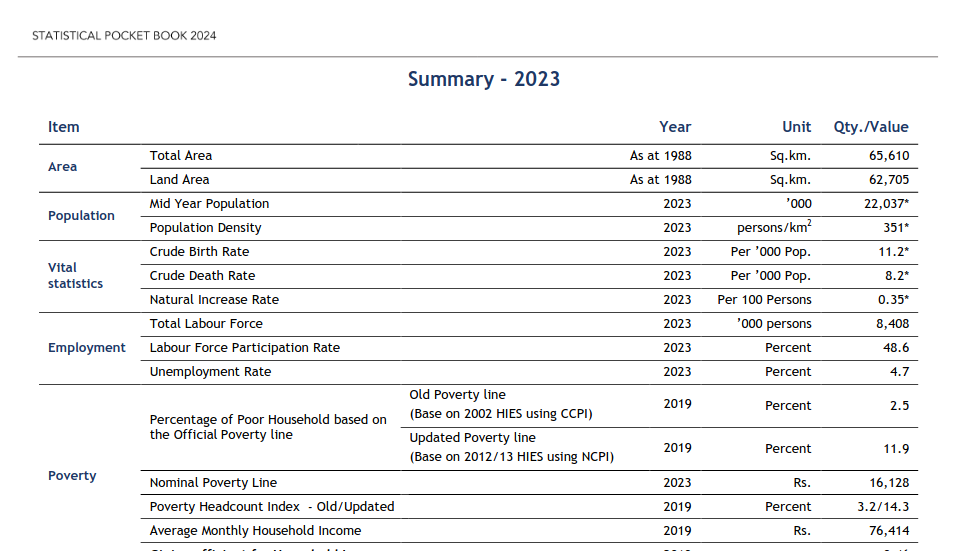 STATISTICAL POCKET BOOK 2024
Summary - 2023
Item Year Unit Qty./Value
Area
Total Area As at 1988 Sq.km. 65,610
Land Area As at 1988 Sq.km. 62,705
Population
Mid Year Population 2023 ’000 22,037*
Population Density 2023 persons/km² 351*
Vital
statistics
Crude Birth Rate 2023 Per ’000 Pop. 11.2*
Crude Death Rate 2023 Per ’000 Pop. 8.2*
Natural Increase Rate 2023 Per 100 Persons 0.35*
Employment
Total Labour Force 2023 ’000 persons 8,408
Labour Force Participation Rate 2023 Percent 48.6
Unemployment Rate 2023 Percent 4.7
Poverty
Percentage of Poor Household based on
the Official Poverty line
Old Poverty line
(Base on 2002 HIES using CCPI) 2019 Percent 2.5
Updated Poverty line
(Base on 2012/13 HIES using NCPI) 2019 Percent 11.9
Nominal Poverty Line 2023 Rs. 16,128
Poverty Headcount Index - Old/Updated 2019 Percent 3.2/14.3
Average Monthly Household Income 2019 Rs. 76,414